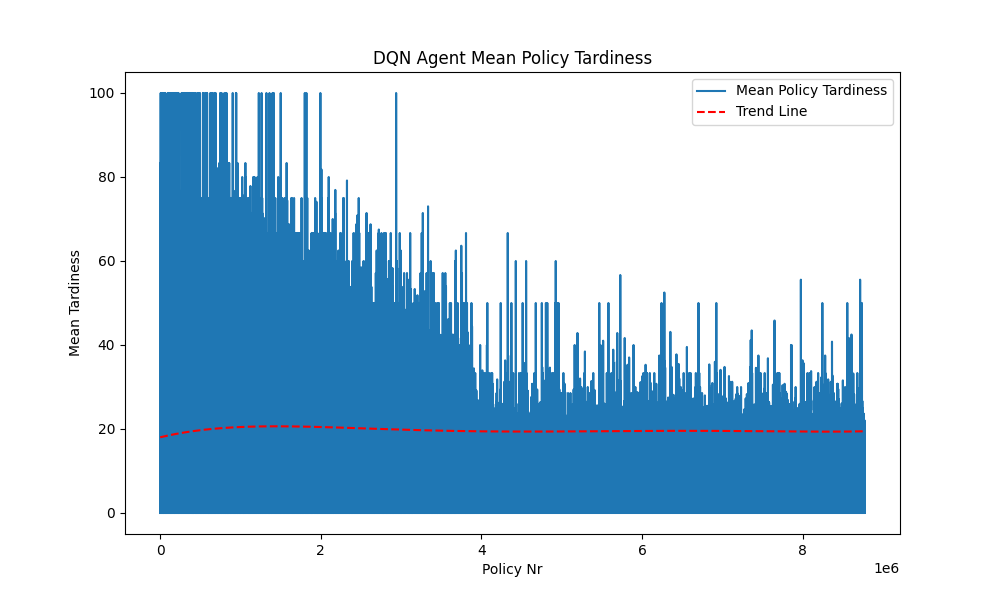 DQN Agent Mean Policy Tardiness
Mean Policy Tardiness
Trend Line
Mean Tardiness
100
80
60
40
20
0
0 2 4 6 8
1e6
Policy Nr